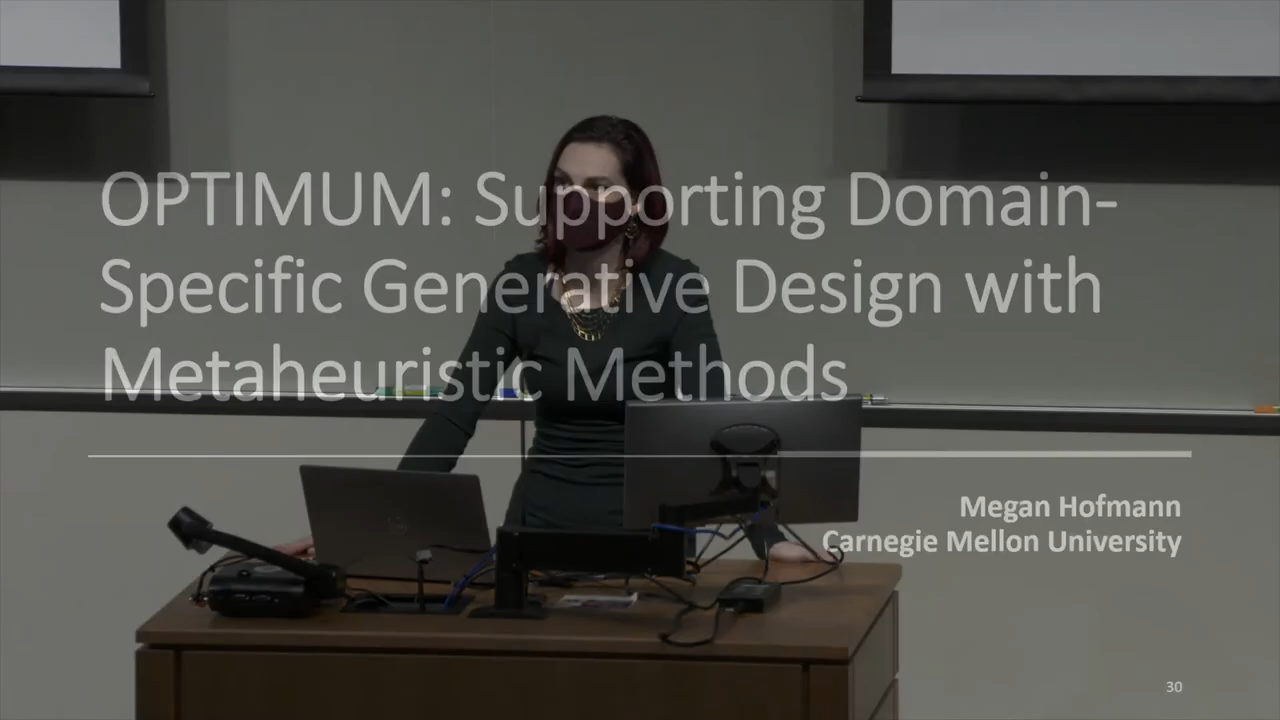 OPTIMUM: Supporting Domain-
Specific Generative Design with
Metaheuristic Methods
Megan Hofmann
Carnegie Mellon University
30